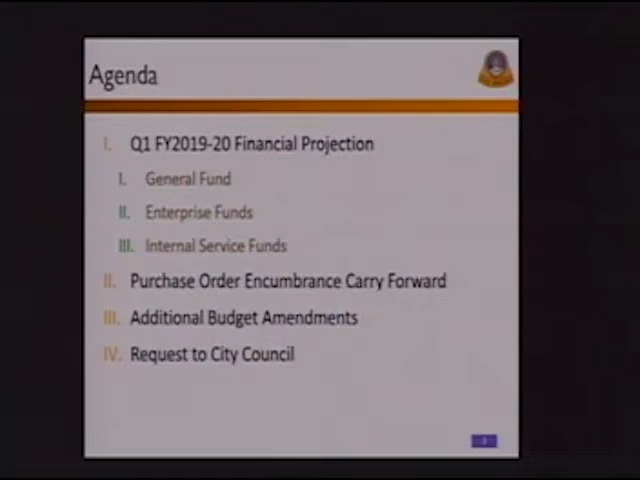 Agenda
I. Q1 FY2019-20 Financial Projection
I. General Fund
II. Enterprise Funds
III. Internal Service Funds
II. Purchase Order Encumbrance Carry Forward
III. Additional Budget Amendments
IV. Request to City Council